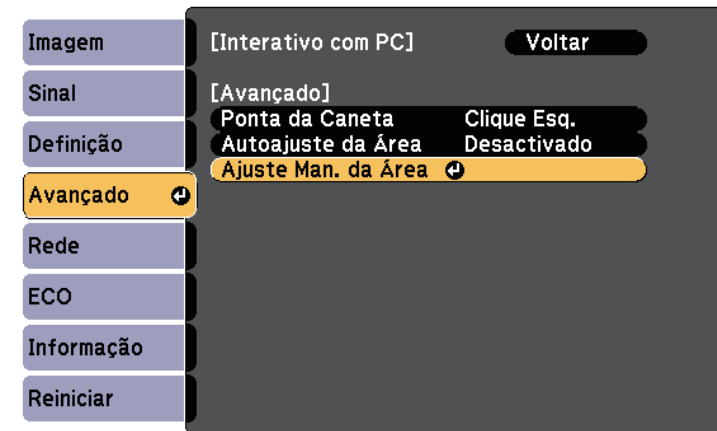 Imagem
Sinal
Definição
Avançado
Rede
ECO
Informação
Reiniciar
[Interativo com PC] Voltar
[Avançado]
Ponta da Caneta Clique Esq.
Autoajuste da Área Desactivado
Ajuste Man. da Área